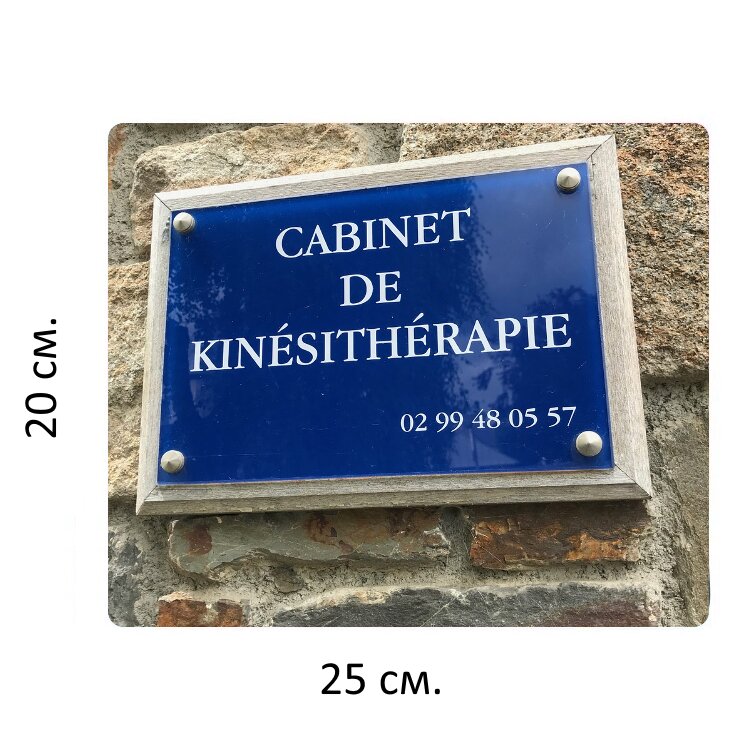 CABINET
DE
KINÉSITHÉRAPIE
02 99 48 05 57
20 см.
25 см.